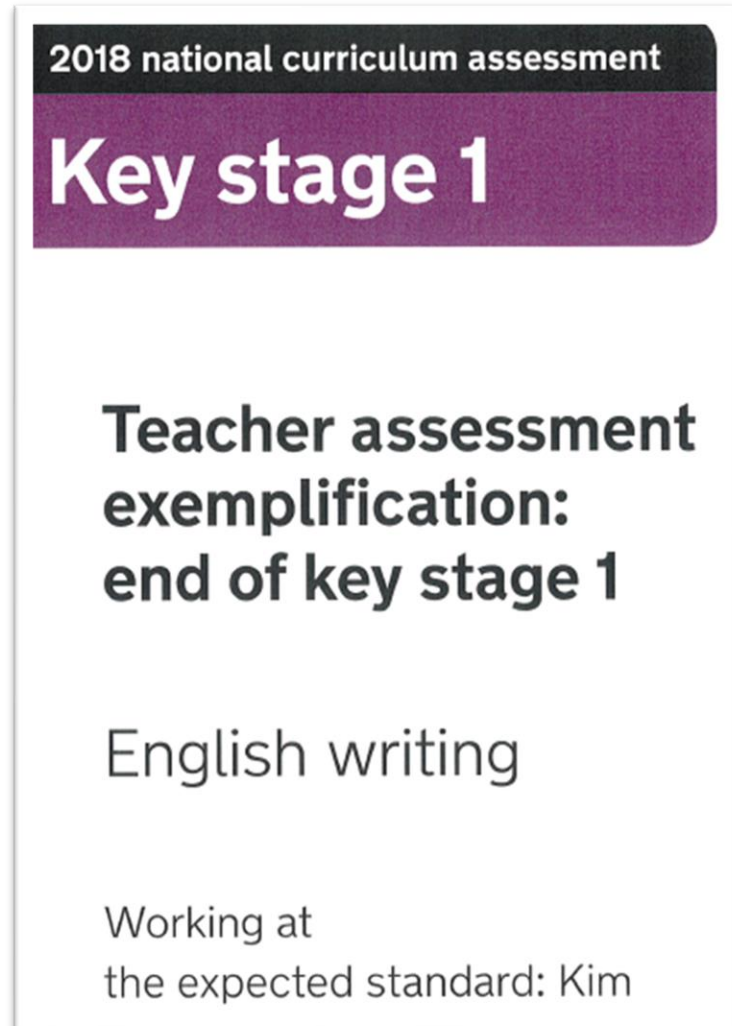 2018 national curriculum assessment
Key stage 1
Teacher assessment
exemplification:
end of key stage 1
English writing
Working at
the expected standard: Kim